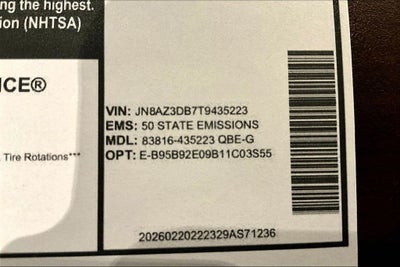 ng the highest.
ion (NHTSA)
ICE®
VIN: JN8AZ3DB7T9435223
EMS: 50 STATE EMISSIONS
MDL: 83816-435223 QBE-G
Tire Rotations***
OPT: E-B95B92E09B11C03S55
20260220222329AS71236